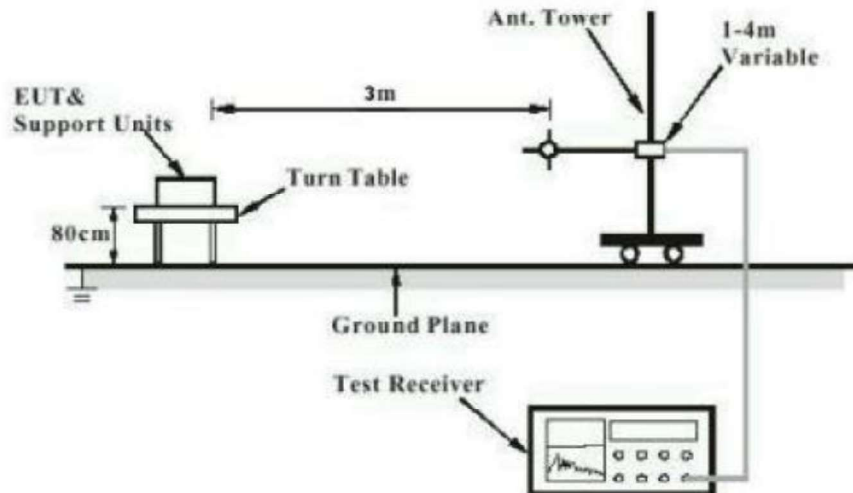 Ant. Tower
1-4m
Variable
3m
EUT&
Support Units
Turn Table
80cm
Ground Plane
Test Receiver